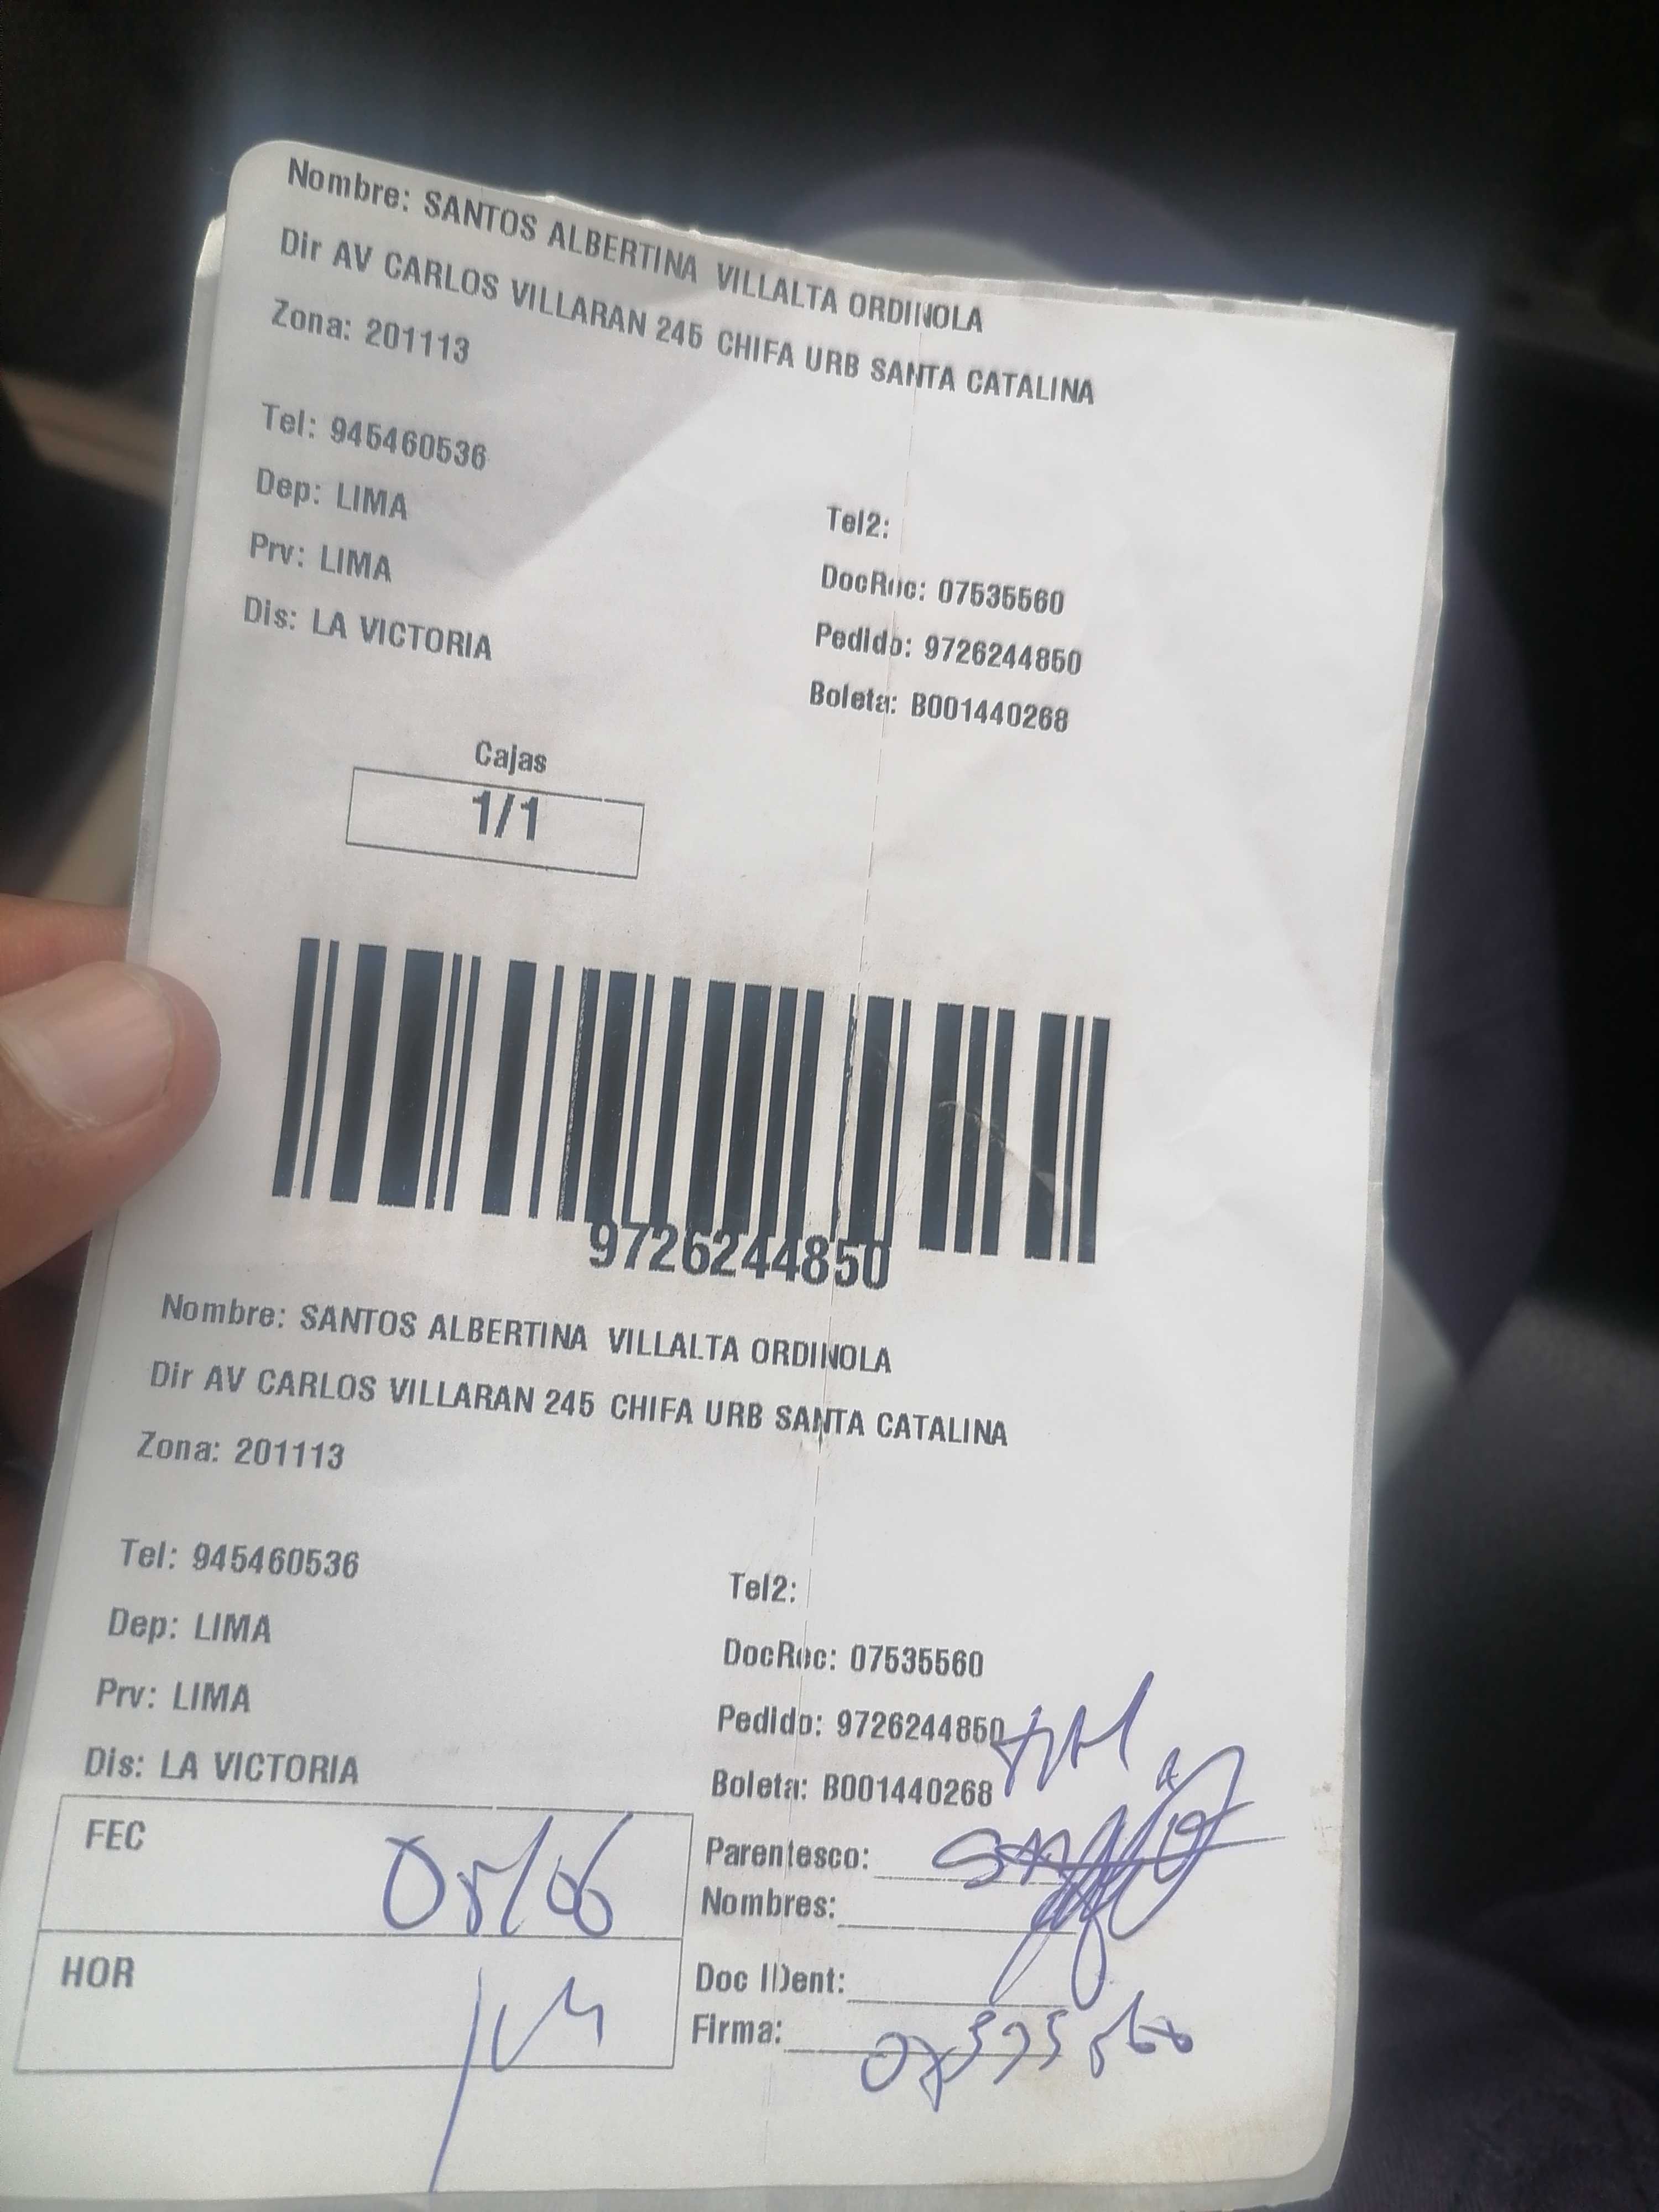 Nombre: SANTOS ALBERTINA VILLALTA ORDINOLA
Dir AV CARLOS VILLARAN 245 CHIFA URB SANTA CATALINA
Zona: 201113
Tel: 945460536
Tel2:
Dep: LIMA
DocRec: 07535560
Prv: LIMA
Pedido: 9726244850
Dis: LA VICTORIA
Boleta: B001440268
Cajas
1/1
9726244850
Nombre: SANTOS ALBERTINA VILLALTA ORDINOLA
Dir AV CARLOS VILLARAN 245 CHIFA URB SANTA CATALINA
Zona: 201113
Tel: 945460536
Tel2:
Dep: LIMA
DocRec: 07535560
Prv: LIMA
Pedido: 9726244850
Dis: LA VICTORIA
Boleta: B001440268
FEC 05/06
Parentesco:
Nombres:
HOR
Doc IDent:
Firma: 07535560